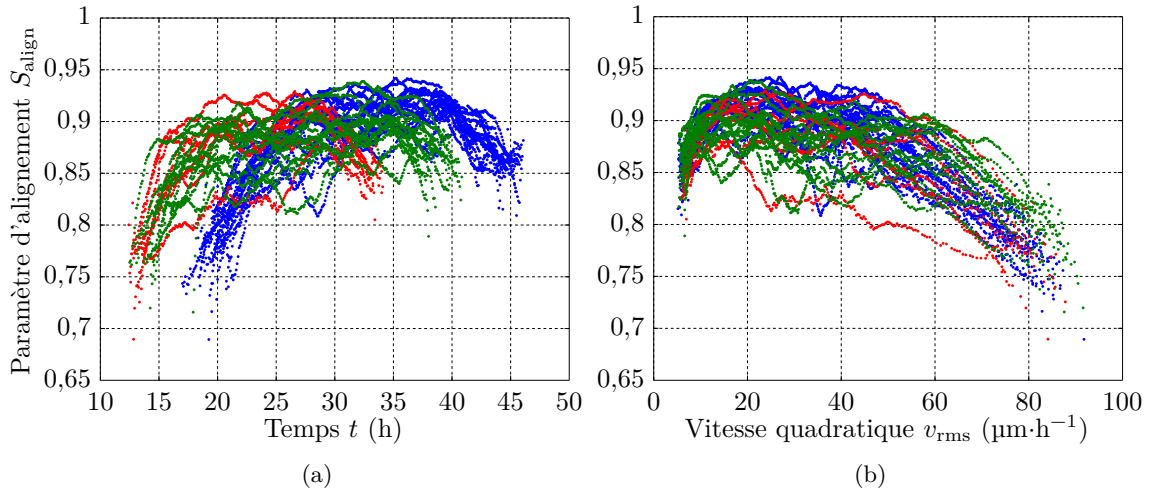 Paramètre d'alignement S_align
1
0,95
0,9
0,85
0,8
0,75
0,7
0,65
10 15 20 25 30 35 40 45 50
Temps t (h)
(a)
1
0,95
0,9
0,85
0,8
0,75
0,7
0,65
0 20 40 60 80 100
Vitesse quadratique v_rms (µm·h⁻¹)
(b)